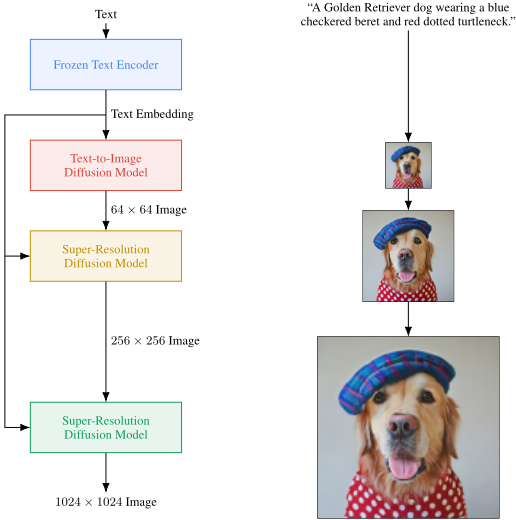 Text
Frozen Text Encoder
Text Embedding
Text-to-Image
Diffusion Model
64 × 64 Image
Super-Resolution
Diffusion Model
256 × 256 Image
Super-Resolution
Diffusion Model
1024 × 1024 Image
“A Golden Retriever dog wearing a blue
checkered beret and red dotted turtleneck.”